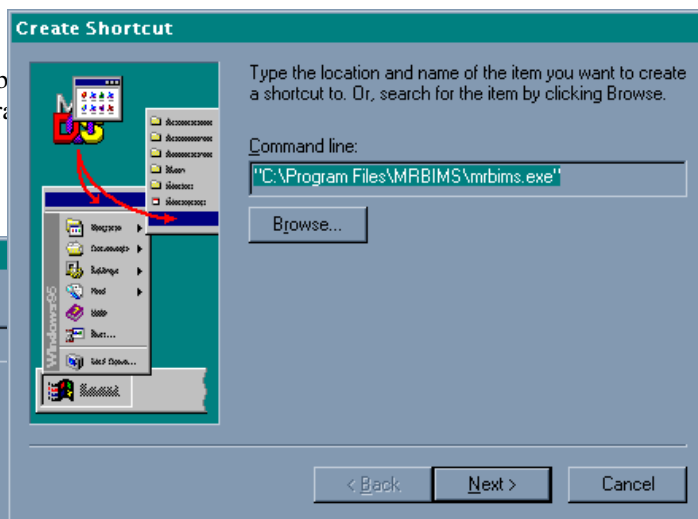 Create Shortcut
Type the location and name of the item you want to create
a shortcut to. Or, search for the item by clicking Browse.
Command line:
"C:\Program Files\MRBIMS\mrbims.exe"
Browse...
Windows95
< Back
Next >
Cancel